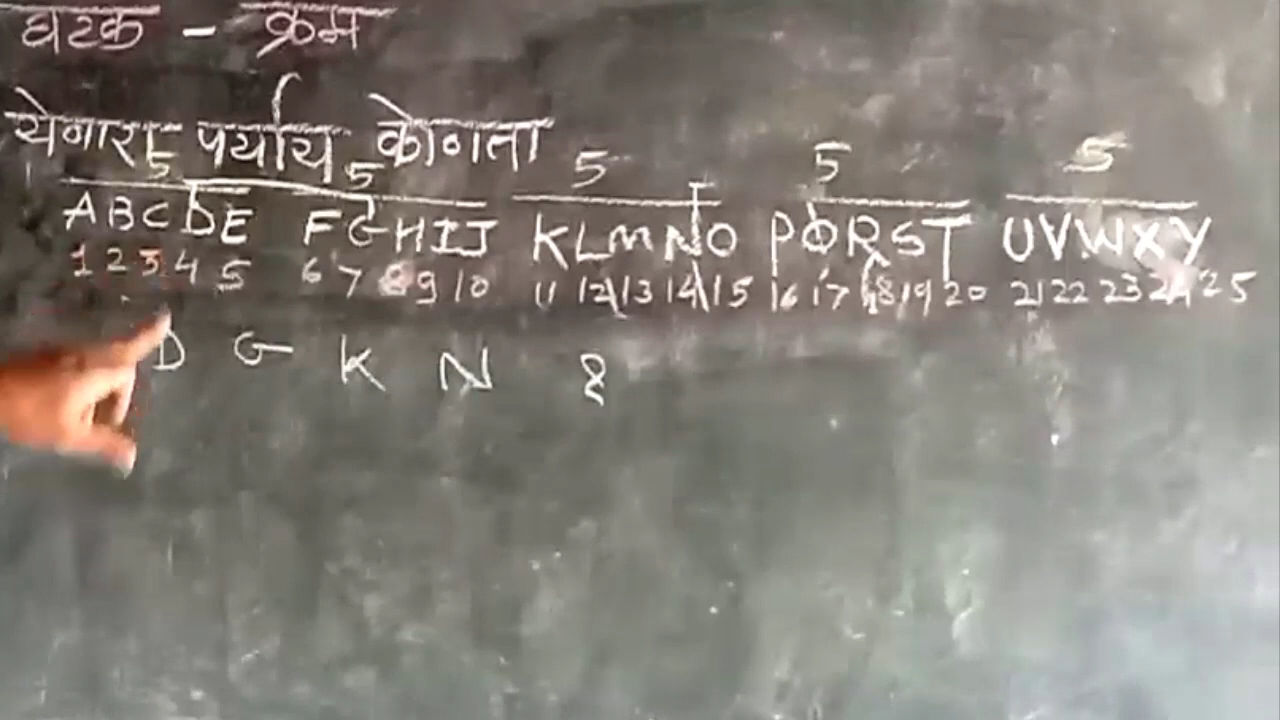 घटक - क्रम
येणारा पर्याय कोणता
5 5 5 5 5
ABCDE FGHIJ KLMNO PQRST UVWXY
1 2 3 4 5 6 7 8 9 10 11 12 13 14 15 16 17 18 19 20 21 22 23 24 25
D G K N ?